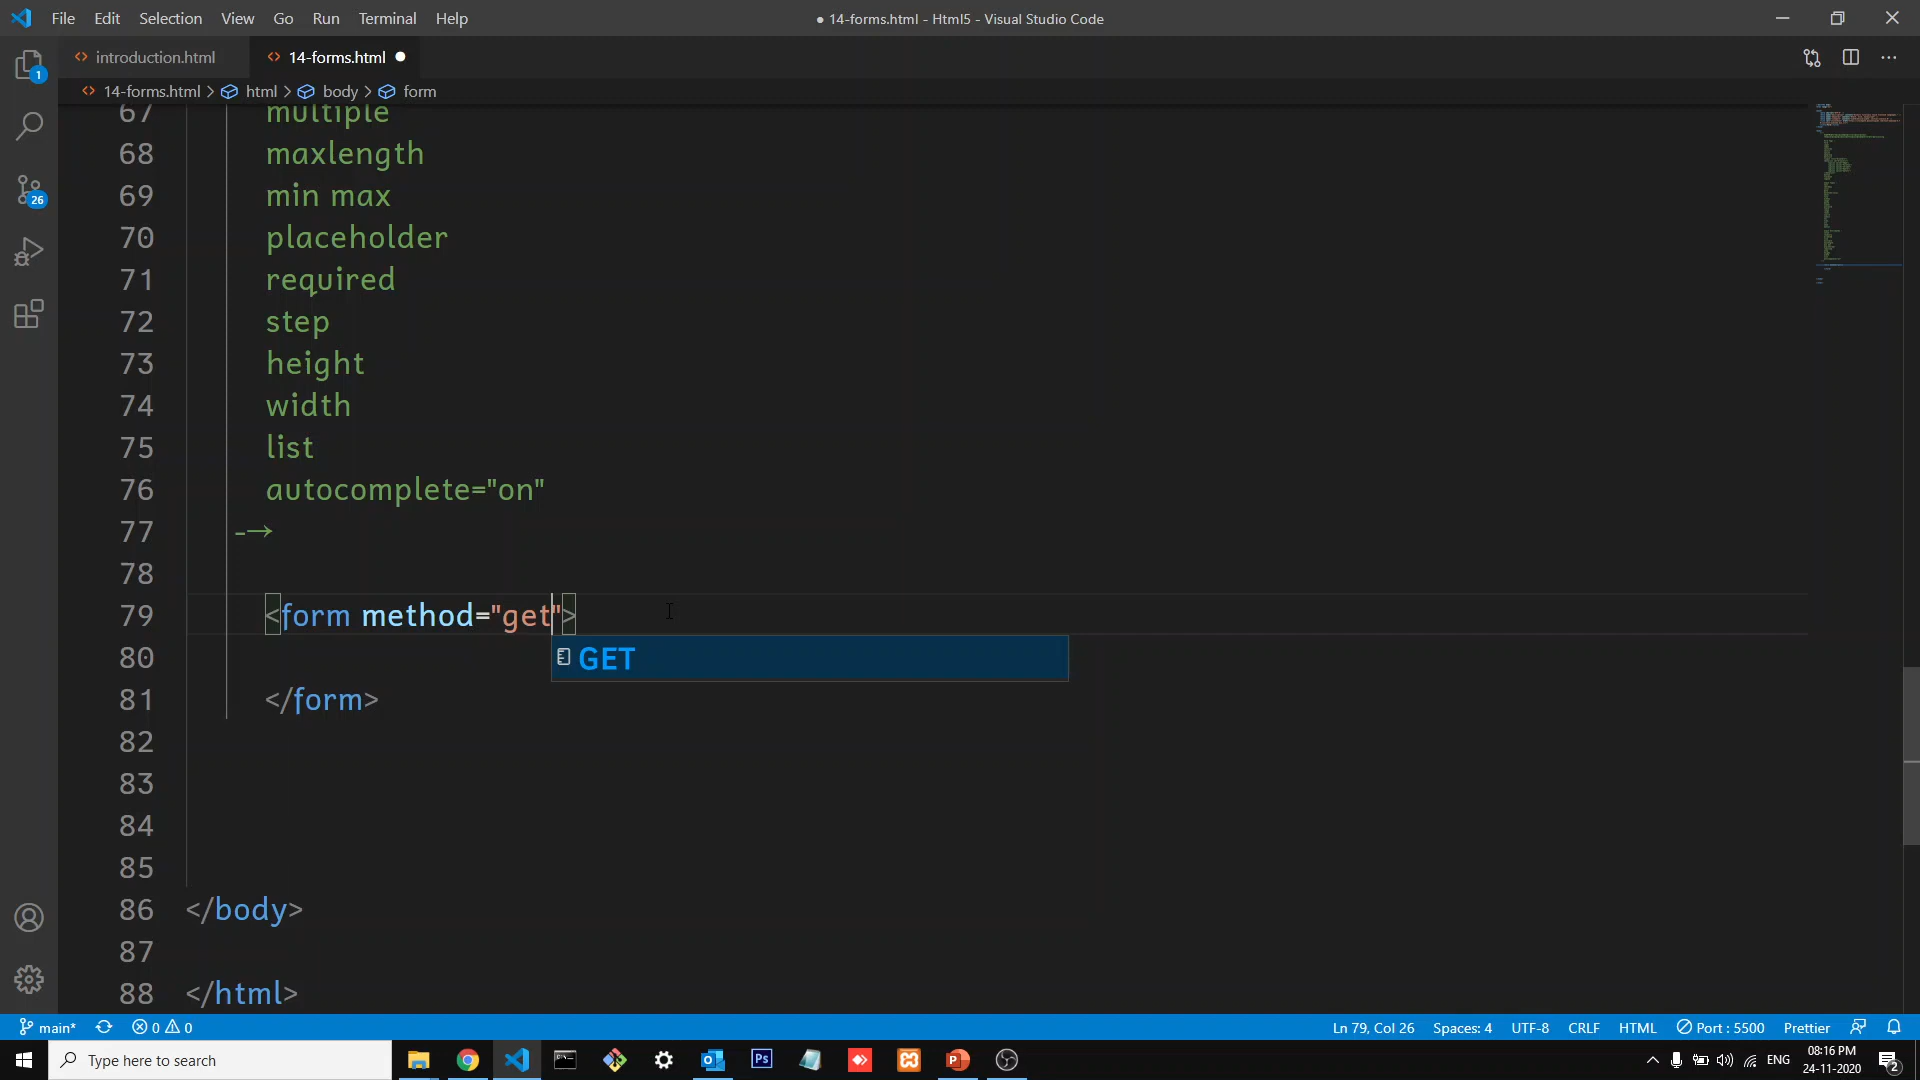 File Edit Selection View Go Run Terminal Help
● 14-forms.html - Html5 - Visual Studio Code
introduction.html
14-forms.html
14-forms.html > html > body > form
67 multiple
68 maxlength
69 min max
70 placeholder
71 required
72 step
73 height
74 width
75 list
76 autocomplete="on"
77 -->
78
79 <form method="get">
GET
80
81 </form>
82
83
84
85
86 </body>
87
88 </html>
1
26
main*
0 0
Ln 79, Col 26
Spaces: 4
UTF-8
CRLF
HTML
Port : 5500
Prettier
Type here to search
Ps
ENG
08:16 PM
24-11-2020
2